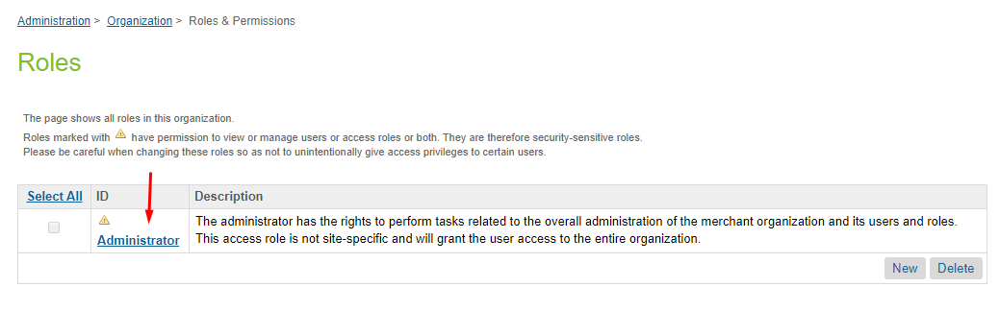 Administration > Organization > Roles & Permissions
Roles
The page shows all roles in this organization.
Roles marked with have permission to view or manage users or access roles or both. They are therefore security-sensitive roles.
Please be careful when changing these roles so as not to unintentionally give access privileges to certain users.
Select All ID Description
Administrator
The administrator has the rights to perform tasks related to the overall administration of the merchant organization and its users and roles.
This access role is not site-specific and will grant the user access to the entire organization.
New Delete